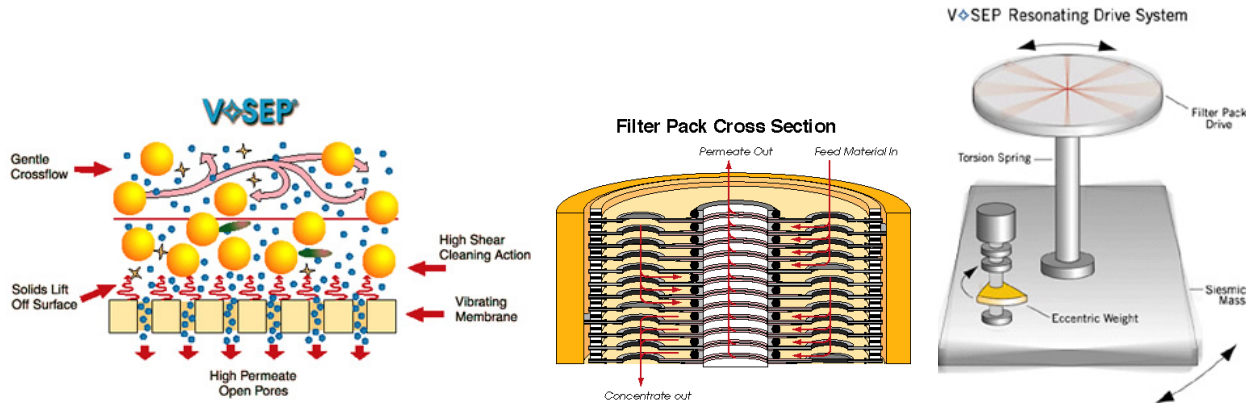 V SEP
Gentle
Crossflow
High Shear
Cleaning Action
Solids Lift
Off Surface
Vibrating
Membrane
High Permeate
Open Pores
Filter Pack Cross Section
Permeate Out
Feed Material In
Concentrate out
V SEP Resonating Drive System
Filter Pack
Drive
Torsion Spring
Siesmic
Mass
Eccentric Weight